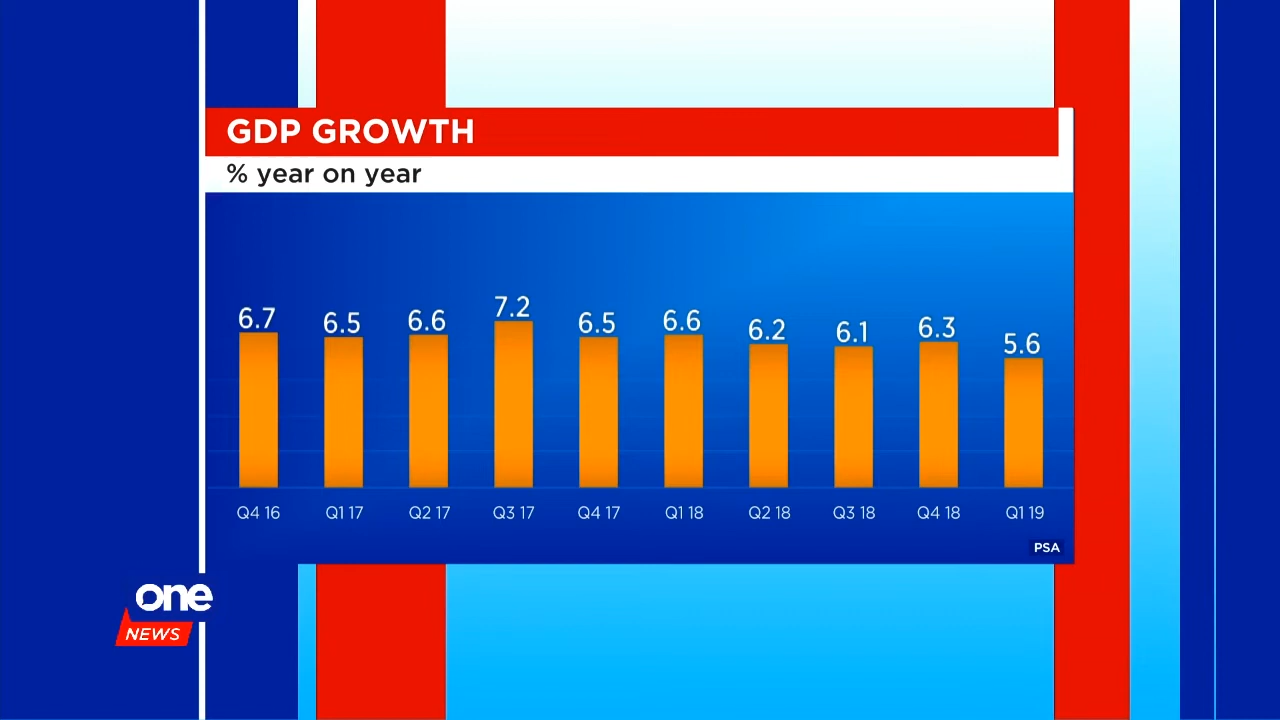 GDP GROWTH
% year on year
6.7 6.5 6.6 7.2 6.5 6.6 6.2 6.1 6.3 5.6
Q4 16 Q1 17 Q2 17 Q3 17 Q4 17 Q1 18 Q2 18 Q3 18 Q4 18 Q1 19
PSA
one
NEWS